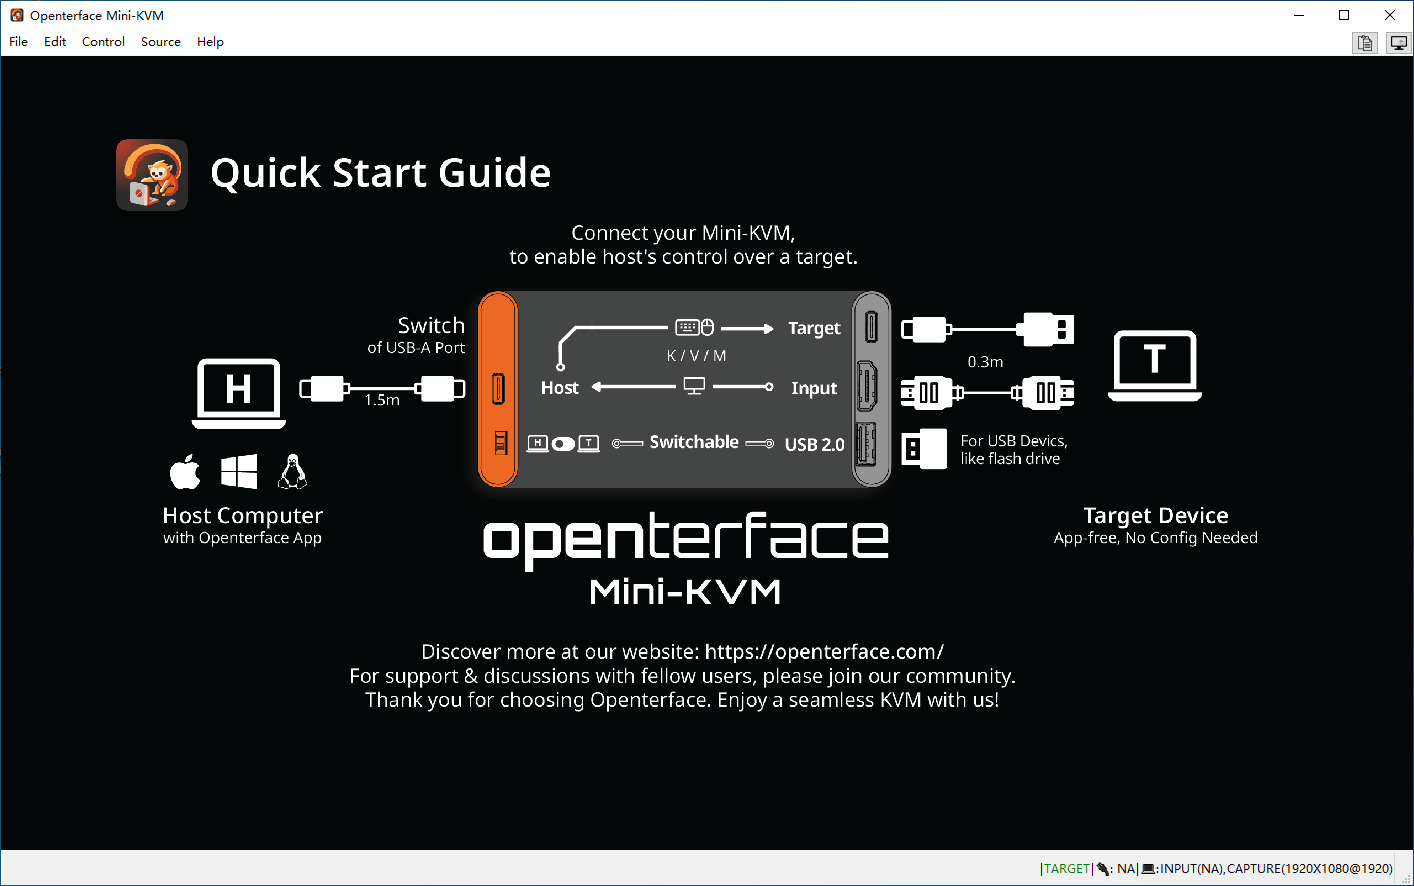 Openterface Mini-KVM
File Edit Control Source Help
Quick Start Guide
Connect your Mini-KVM,
to enable host's control over a target.
Switch
of USB-A Port
H
1.5m
Host Computer
with Openterface App
Target
K / V / M
Host
Input
H
T
Switchable
USB 2.0
0.3m
T
For USB Devics,
like flash drive
Target Device
App-free, No Config Needed
openterface
Mini-KVM
Discover more at our website: https://openterface.com/
For support & discussions with fellow users, please join our community.
Thank you for choosing Openterface. Enjoy a seamless KVM with us!
|TARGET| : NA| :INPUT(NA),CAPTURE(1920X1080@1920)